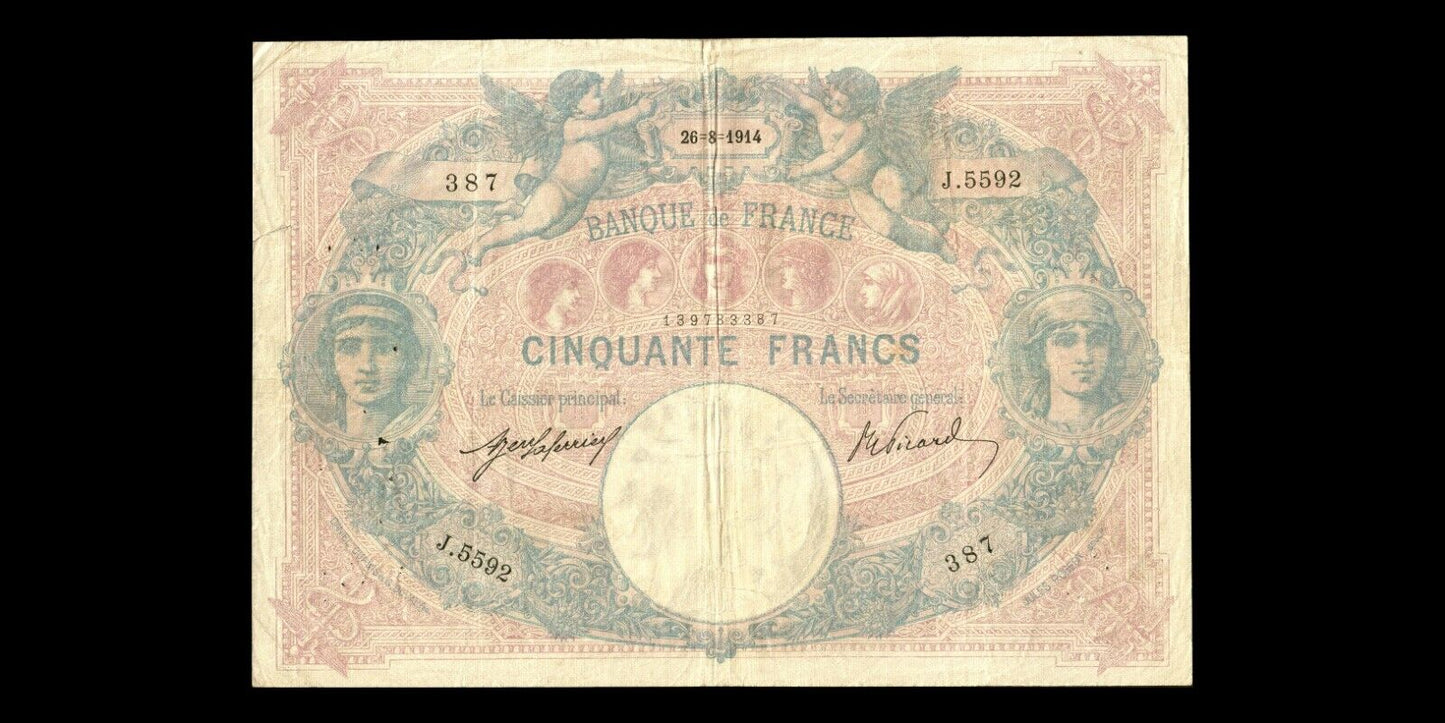 26=8=1914
387
J.5592
BANQUE de FRANCE
139783387
CINQUANTE FRANCS
Le Caissier principal:
Le Secrétaire général:
J.5592
387